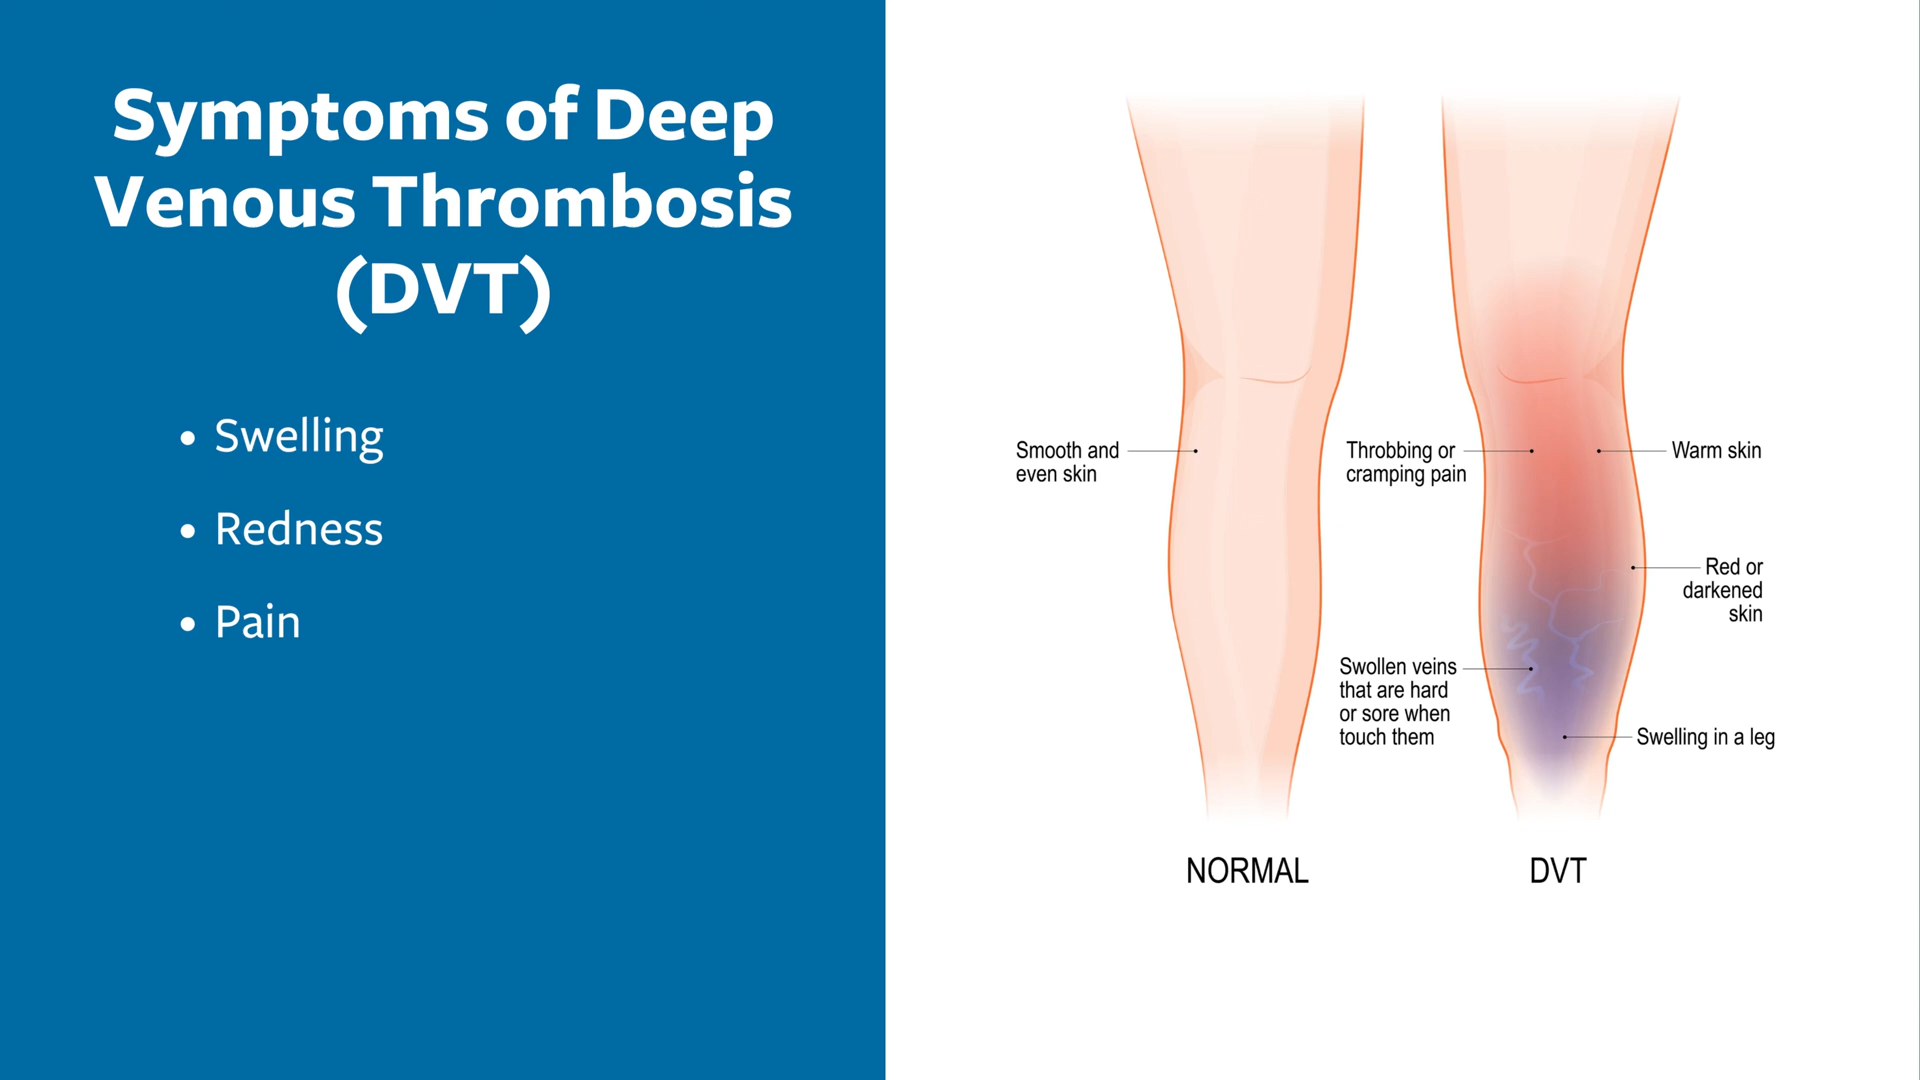 Symptoms of Deep
Venous Thrombosis
(DVT)
• Swelling
• Redness
• Pain
Smooth and
even skin
Throbbing or
cramping pain
Warm skin
Red or
darkened
skin
Swollen veins
that are hard
or sore when
touch them
Swelling in a leg
NORMAL
DVT